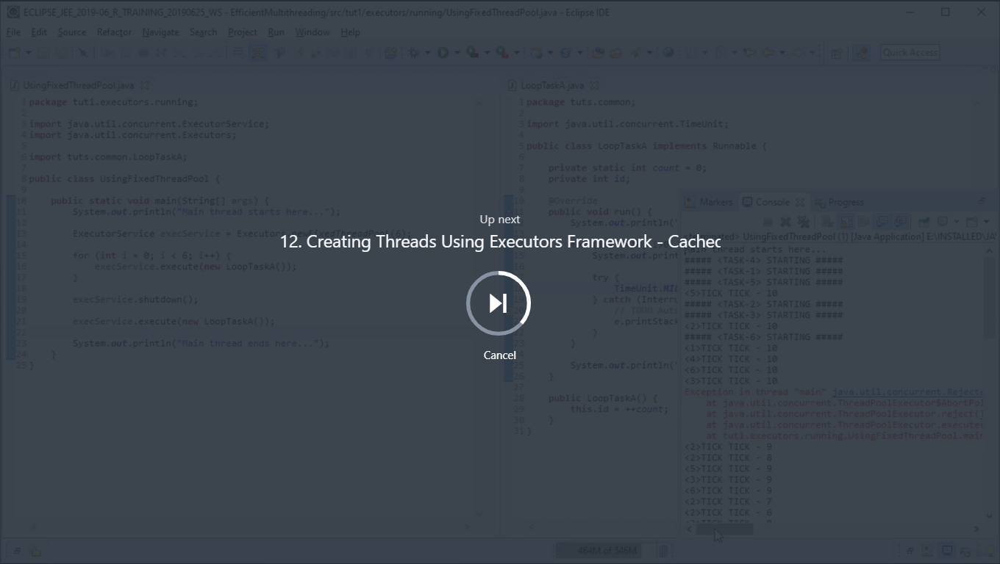 ECLIPSE_JEE_2019-06_R_TRAINING_20190625_WS - EfficientMultithreading/src/tut1/executors/running/UsingFixedThreadPool.java - Eclipse IDE
File Edit Source Refactor Navigate Search Project Run Window Help
Quick Access
UsingFixedThreadPool.java
1 package tut1.executors.running;
2
3 import java.util.concurrent.ExecutorService;
4 import java.util.concurrent.Executors;
5
6 import tuts.common.LoopTaskA;
7
8 public class UsingFixedThreadPool {
9
10 public static void main(String[] args) {
11 System.out.println("Main thread starts here...");
12
13 ExecutorService execService = Executors.newFixedThreadPool(6);
14
15 for (int i = 0; i < 6; i++) {
16 execService.execute(new LoopTaskA());
17 }
18
19 execService.shutdown();
20
21 execService.execute(new LoopTaskA());
22
23 System.out.println("Main thread ends here...");
24 }
25 }
LoopTaskA.java
1 package tuts.common;
2
3 import java.util.concurrent.TimeUnit;
4
5 public class LoopTaskA implements Runnable {
6
7 private static int count = 0;
8 private int id;
9
10 @Override
11 public void run() {
12 System.out.println("
15 System.out.print
17 try {
18 TimeUnit.MIL
19 } catch (Interru
20 // TODO Auto
21 e.printStack
22 }
23 }
25 System.out.println("
26 }
27
28 public LoopTaskA() {
29 this.id = ++count;
30 }
31 }
Up next
12. Creating Threads Using Executors Framework - Cached
Cancel
Markers Console Progress
<terminated> UsingFixedThreadPool (1) [Java Application] E:\INSTALLED\JA
Main thread starts here...
##### <TASK-4> STARTING #####
##### <TASK-1> STARTING #####
##### <TASK-5> STARTING #####
<5>TICK TICK - 10
##### <TASK-2> STARTING #####
##### <TASK-3> STARTING #####
<2>TICK TICK - 10
##### <TASK-6> STARTING #####
<1>TICK TICK - 10
<4>TICK TICK - 10
<6>TICK TICK - 10
<3>TICK TICK - 10
Exception in thread "main" java.util.concurrent.Rejecte
at java.util.concurrent.ThreadPoolExecutor$AbortPol
at java.util.concurrent.ThreadPoolExecutor.reject(
at java.util.concurrent.ThreadPoolExecutor.execute(
at tut1.executors.running.UsingFixedThreadPool.main
<2>TICK TICK - 9
<2>TICK TICK - 8
<5>TICK TICK - 9
<3>TICK TICK - 9
<6>TICK TICK - 9
<2>TICK TICK - 7
<2>TICK TICK - 6
464M of 546M